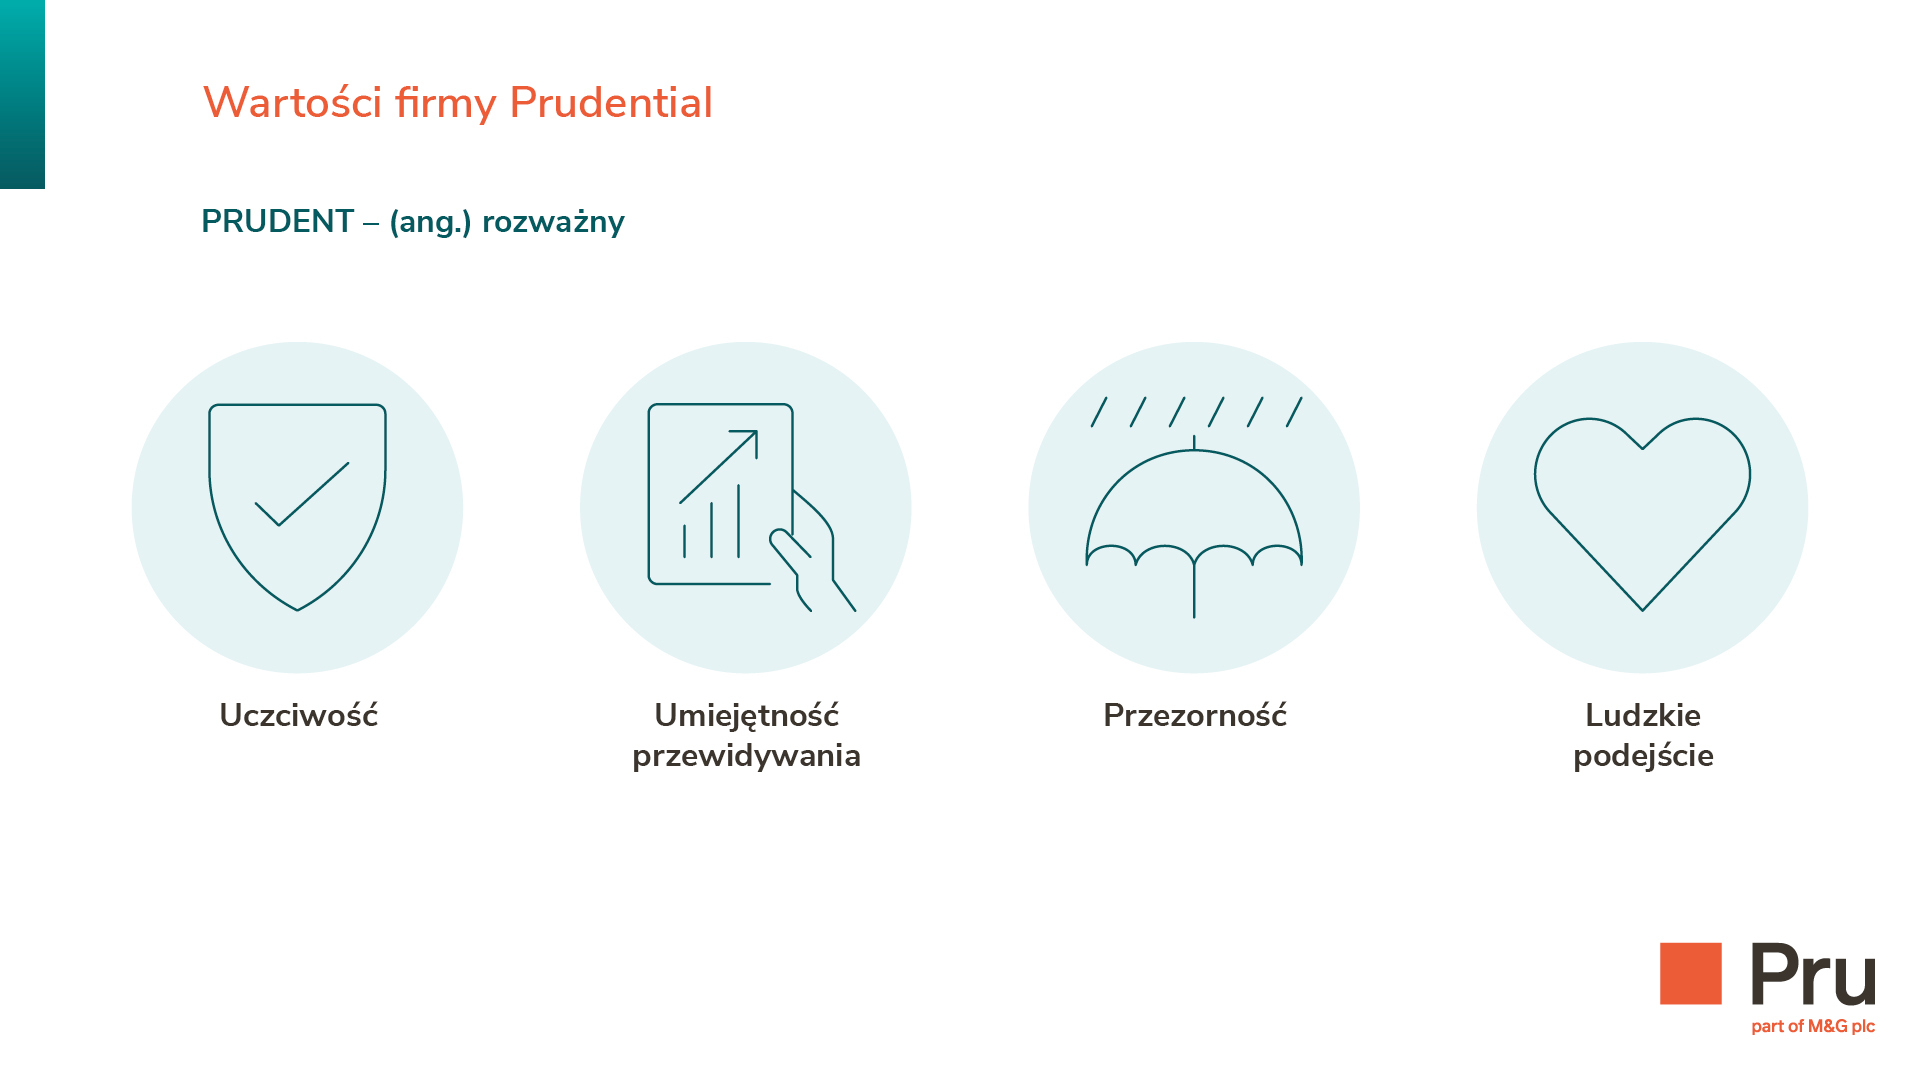 Wartości firmy Prudential
PRUDENT – (ang.) rozważny
Uczciwość
Umiejętność
przewidywania
Przezorność
Ludzkie
podejście
Pru
part of M&G plc